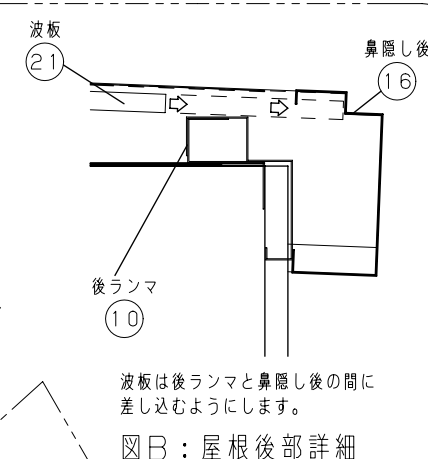 波板
21
鼻隠し後
16
後ランマ
10
波板は後ランマと鼻隠し後の間に
差し込むようにします。
図B：屋根後部詳細